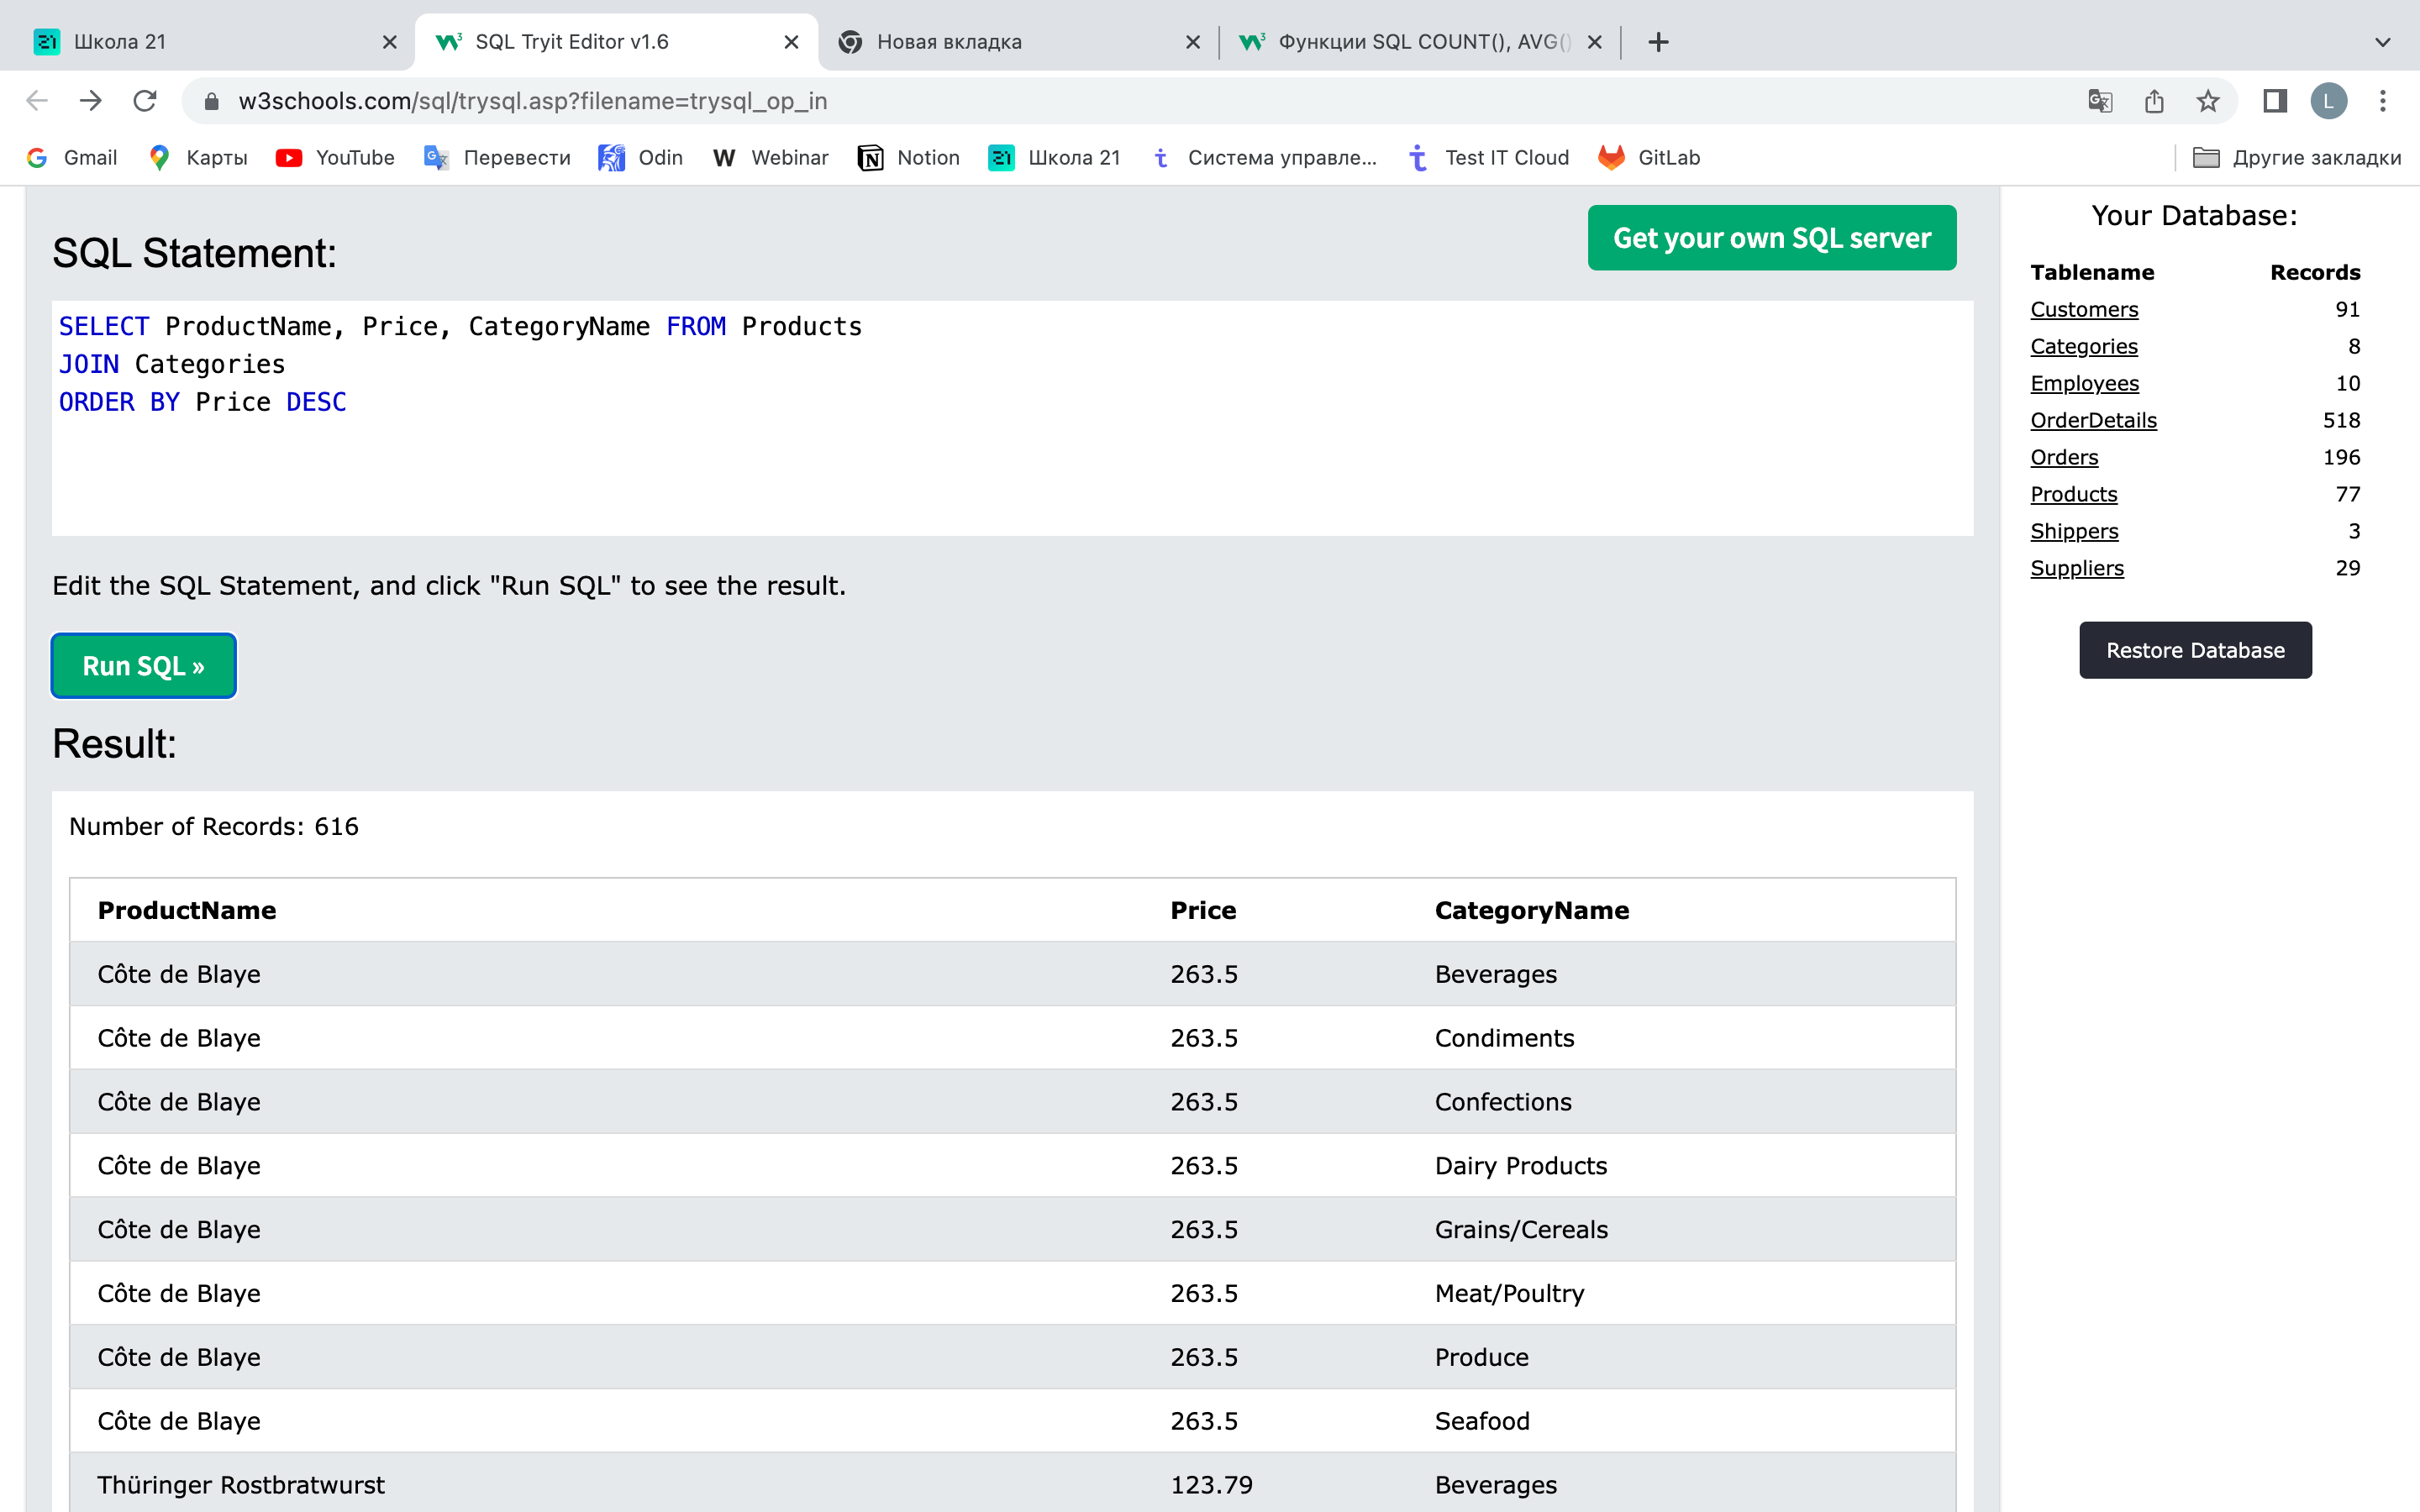 Школа 21
SQL Tryit Editor v1.6
Новая вкладка
Функции SQL COUNT(), AVG()
w3schools.com/sql/trysql.asp?filename=trysql_op_in
L
Gmail
Карты
YouTube
Перевести
Odin
Webinar
Notion
Школа 21
Система управле...
Test IT Cloud
GitLab
Другие закладки
SQL Statement:
Get your own SQL server
SELECT ProductName, Price, CategoryName FROM Products
JOIN Categories
ORDER BY Price DESC
Edit the SQL Statement, and click "Run SQL" to see the result.
Run SQL »
Result:
Number of Records: 616
ProductName Price CategoryName
Côte de Blaye 263.5 Beverages
Côte de Blaye 263.5 Condiments
Côte de Blaye 263.5 Confections
Côte de Blaye 263.5 Dairy Products
Côte de Blaye 263.5 Grains/Cereals
Côte de Blaye 263.5 Meat/Poultry
Côte de Blaye 263.5 Produce
Côte de Blaye 263.5 Seafood
Thüringer Rostbratwurst 123.79 Beverages
Your Database:
Tablename Records
Customers 91
Categories 8
Employees 10
OrderDetails 518
Orders 196
Products 77
Shippers 3
Suppliers 29
Restore Database